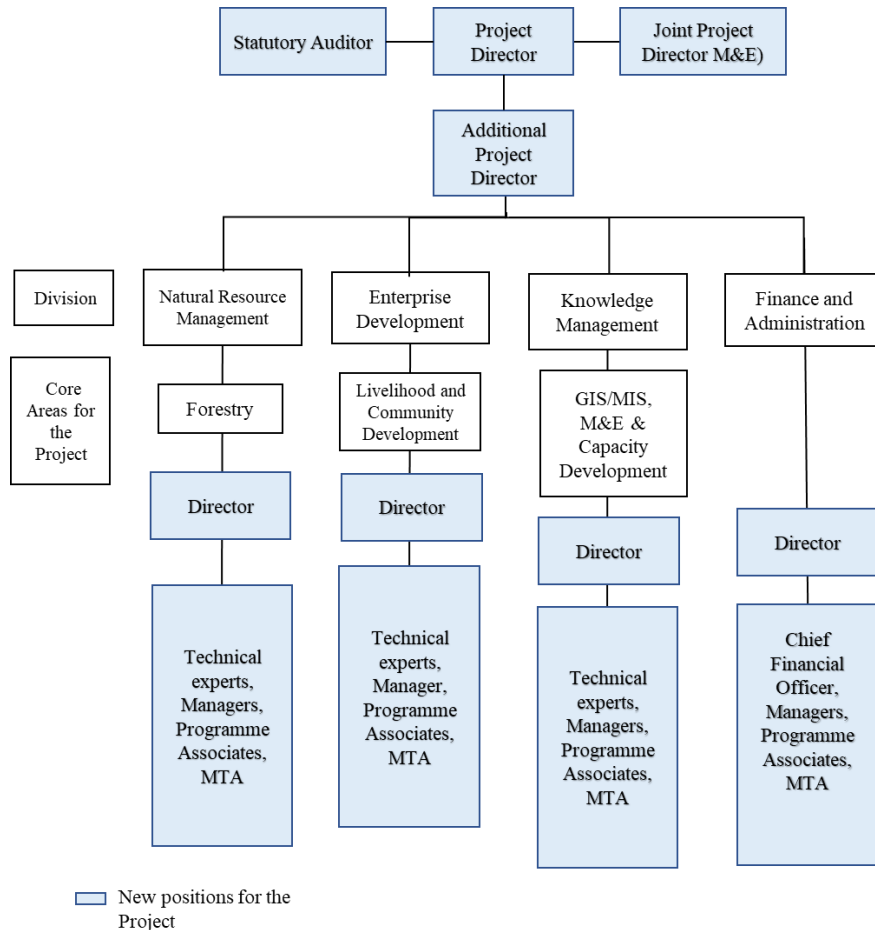 Statutory Auditor
Project
Director
Joint Project
Director M&E)
Additional
Project
Director
Division
Natural Resource
Management
Enterprise
Development
Knowledge
Management
Finance and
Administration
Core
Areas for
the
Project
Forestry
Livelihood and
Community
Development
GIS/MIS,
M&E &
Capacity
Development
Director
Director
Director
Director
Technical
experts,
Managers,
Programme
Associates,
MTA
Technical
experts,
Manager,
Programme
Associates,
MTA
Technical
experts,
Managers,
Programme
Associates,
MTA
Chief
Financial
Officer,
Managers,
Programme
Associates,
MTA
New positions for the
Project